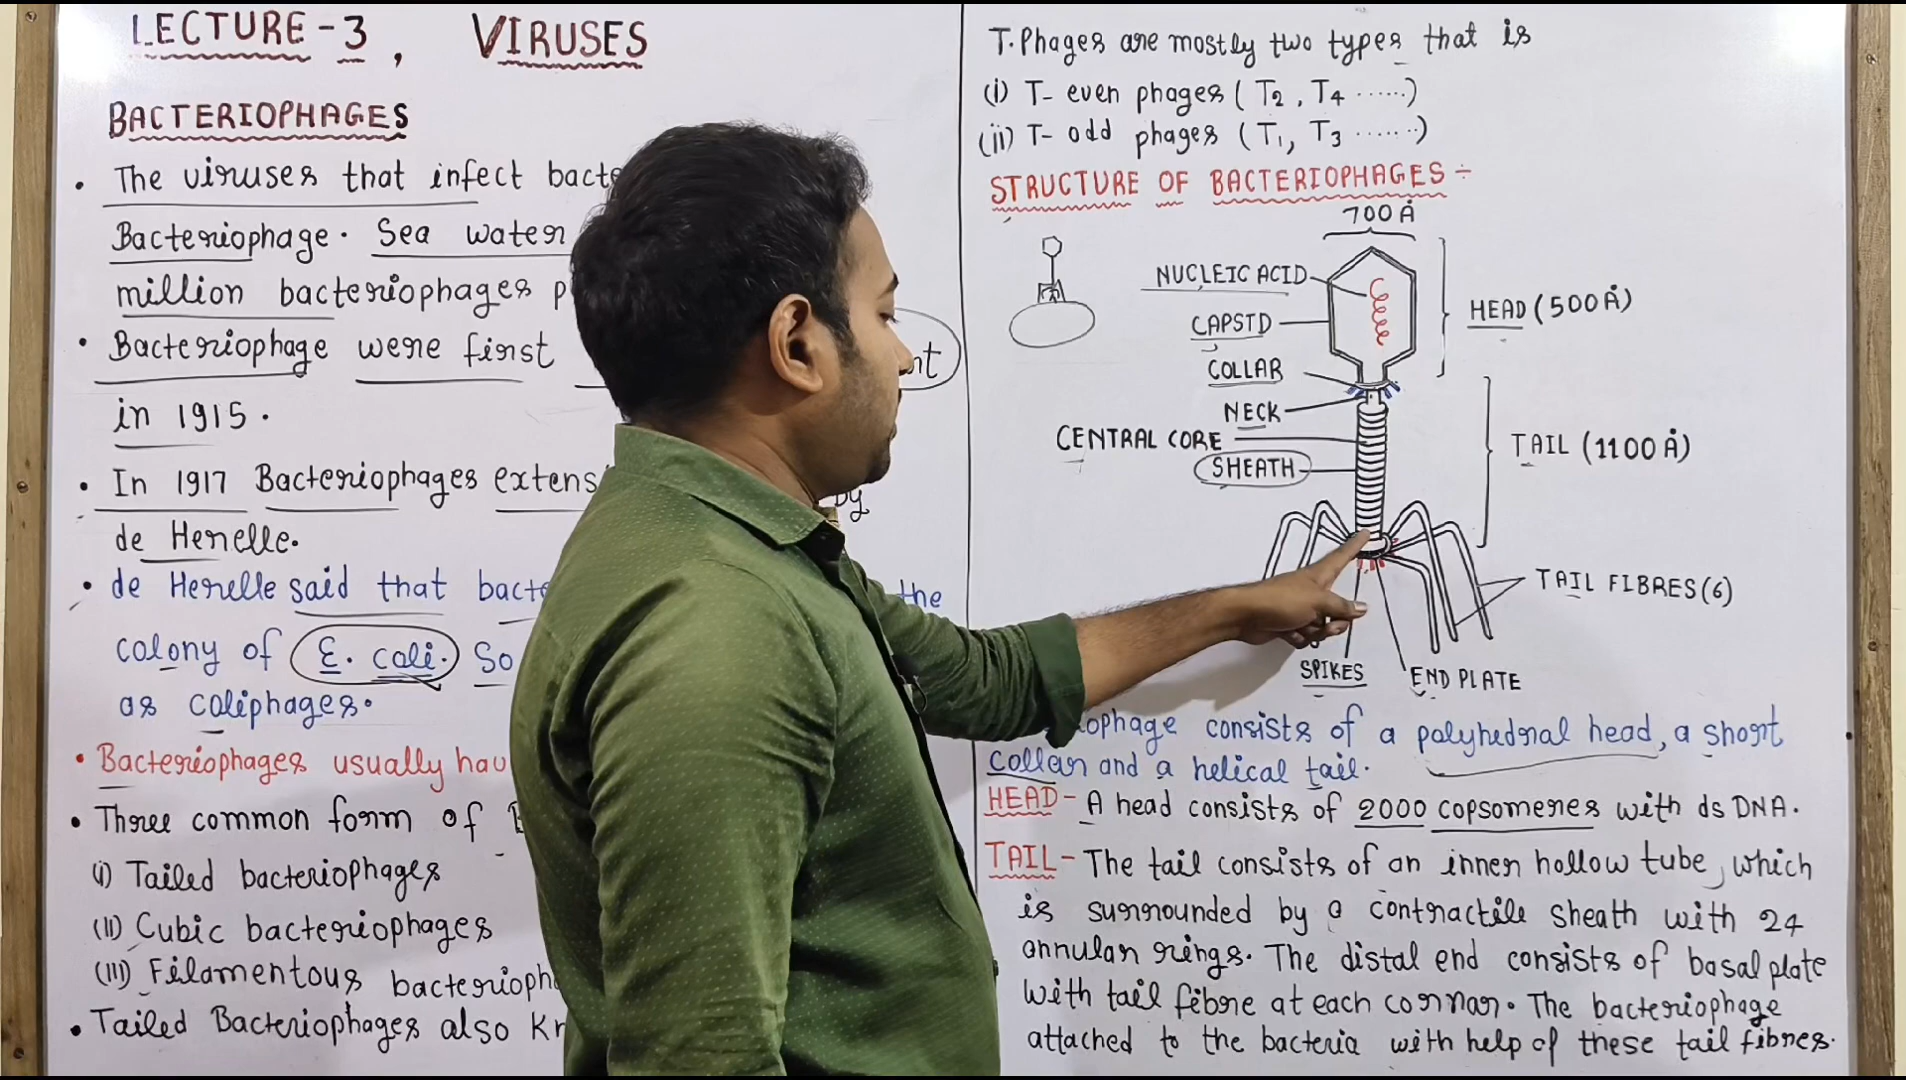 LECTURE-3, VIRUSES
BACTERIOPHAGES
• The viruses that infect bacte
Bacteriophage. Sea water
million bacteriophages p
• Bacteriophage were first
nt
in 1915.
• In 1917 Bacteriophages extens
by
de Herelle.
• de Herelle said that bacte
the
colony of E. coli. So
as coliphages.
• Bacteriophages usually hav
• Three common form of B
(I) Tailed bacteriophages
(II) Cubic bacteriophages
(III) Filamentous bacterioph
• Tailed Bacteriophages also Kn
T. Phages are mostly two types that is
(i) T- even phages (T2, T4 ......)
(ii) T- odd phages (T1, T3 .......)
STRUCTURE OF BACTERIOPHAGES ÷
700 Å
NUCLEIC ACID
HEAD (500 Å)
CAPSID
COLLAR
NECK
CENTRAL CORE
TAIL (1100 Å)
SHEATH
TAIL FIBRES (6)
SPIKES
END PLATE
ophage consists of a polyhedral head, a short
collar and a helical tail.
HEAD- A head consists of 2000 copsomeres with ds DNA.
TAIL- The tail consists of an inner hollow tube, which
is surrounded by a contractile sheath with 24
annular rings. The distal end consists of basal plate
with tail fibre at each cornar. The bacteriophage
attached to the bacteria with help of these tail fibres.